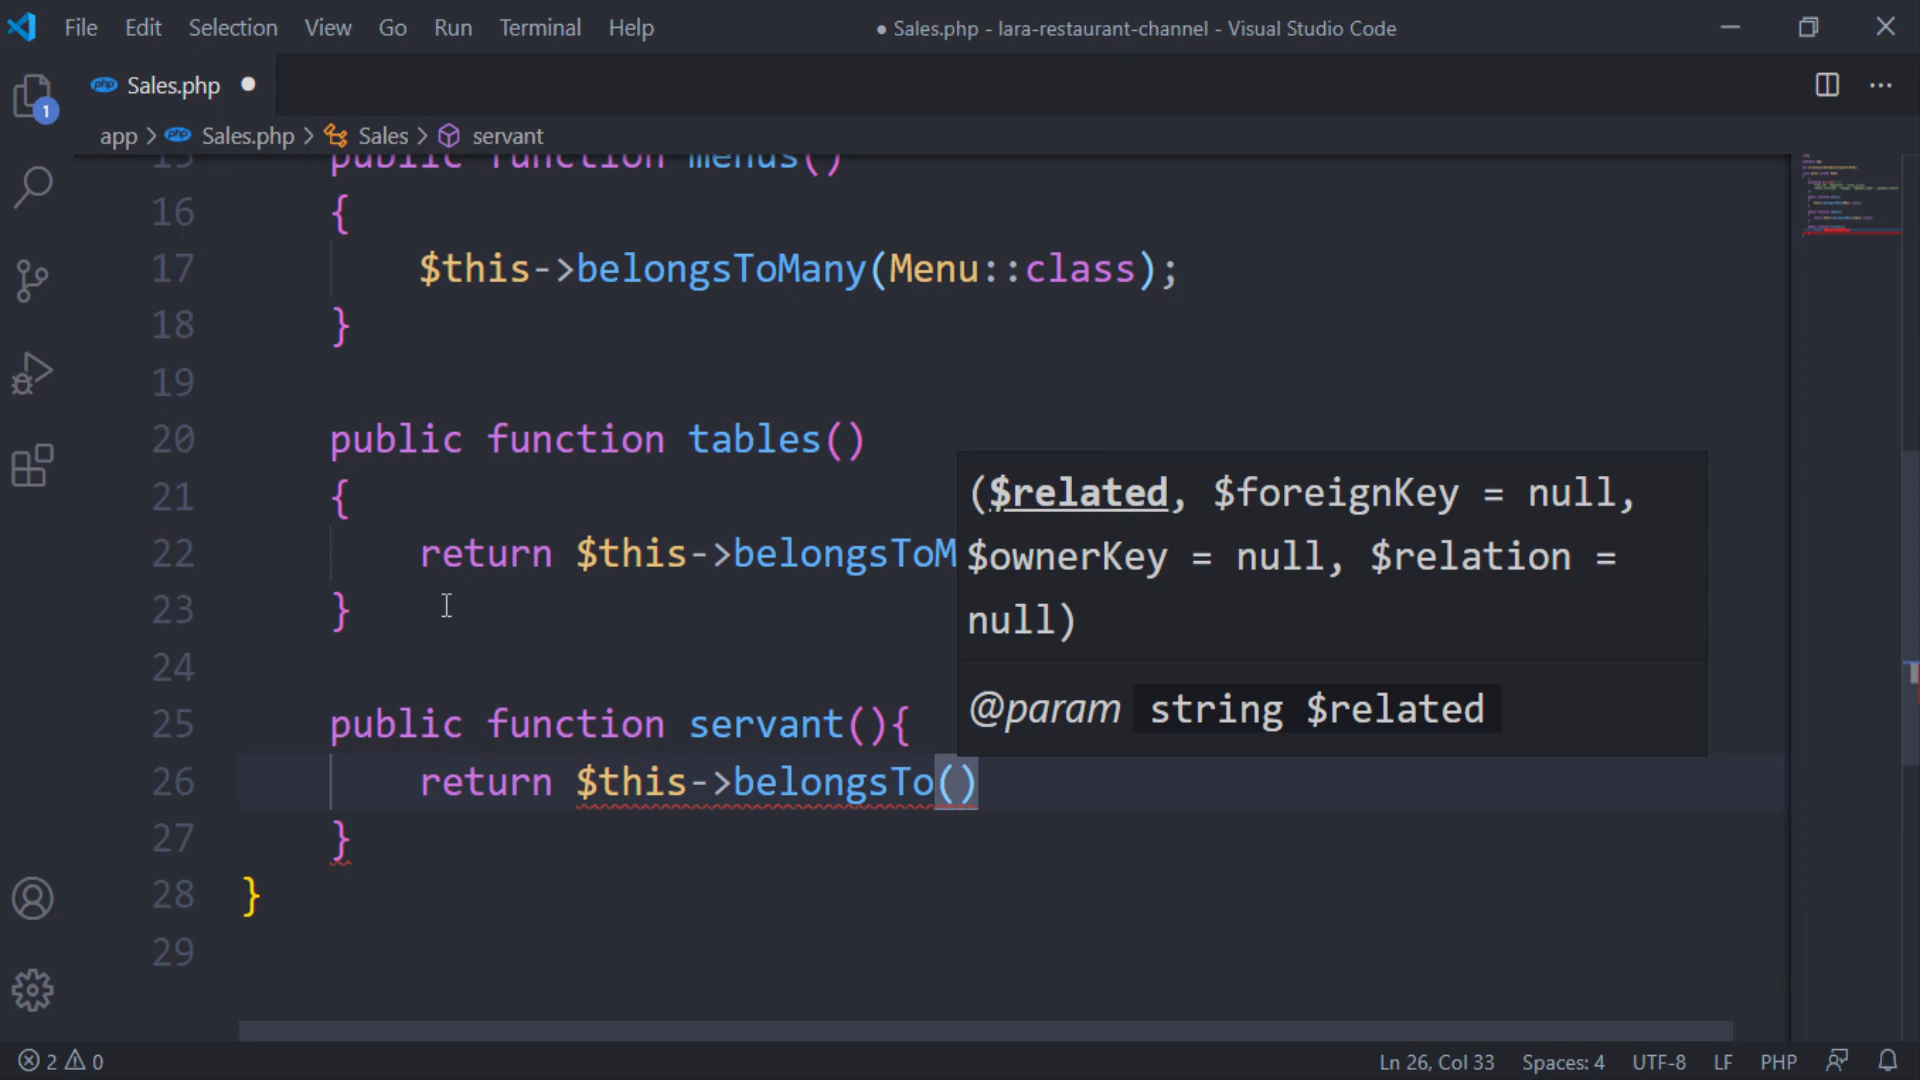 File Edit Selection View Go Run Terminal Help ● Sales.php - lara-restaurant-channel - Visual Studio Code
php Sales.php ●
1
app > php Sales.php > Sales > servant
15 public function menus()
16 {
17 $this->belongsToMany(Menu::class);
18 }
19
20 public function tables()
21 {
22 return $this->belongsToM
23 }
24
25 public function servant(){
26 return $this->belongsTo()
27 }
28 }
29
($related, $foreignKey = null,
$ownerKey = null, $relation =
null)
@param string $related
2 0 Ln 26, Col 33 Spaces: 4 UTF-8 LF PHP